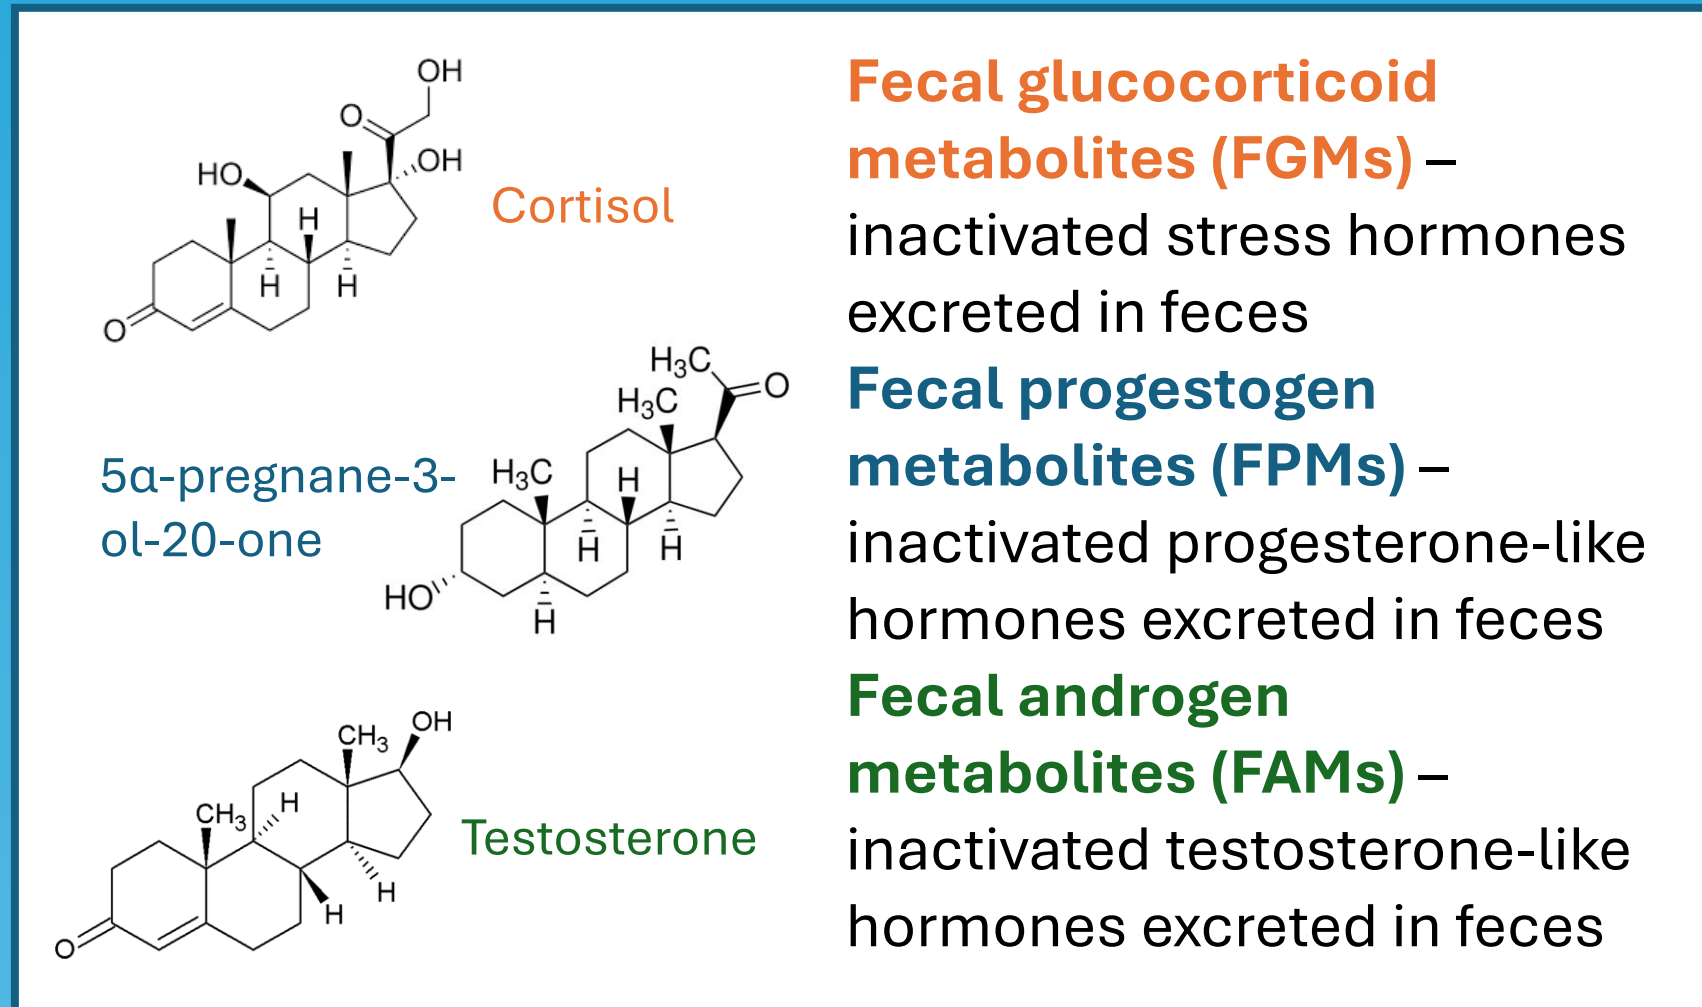 OH
O
OH
HO
H
H
H
O
Cortisol
H₃C
O
H₃C
H₃C
H
H
H
HO
H
5α-pregnane-3-
ol-20-one
OH
CH₃
CH₃
H
H
H
O
Testosterone
Fecal glucocorticoid
metabolites (FGMs) –
inactivated stress hormones
excreted in feces
Fecal progestogen
metabolites (FPMs) –
inactivated progesterone-like
hormones excreted in feces
Fecal androgen
metabolites (FAMs) –
inactivated testosterone-like
hormones excreted in feces